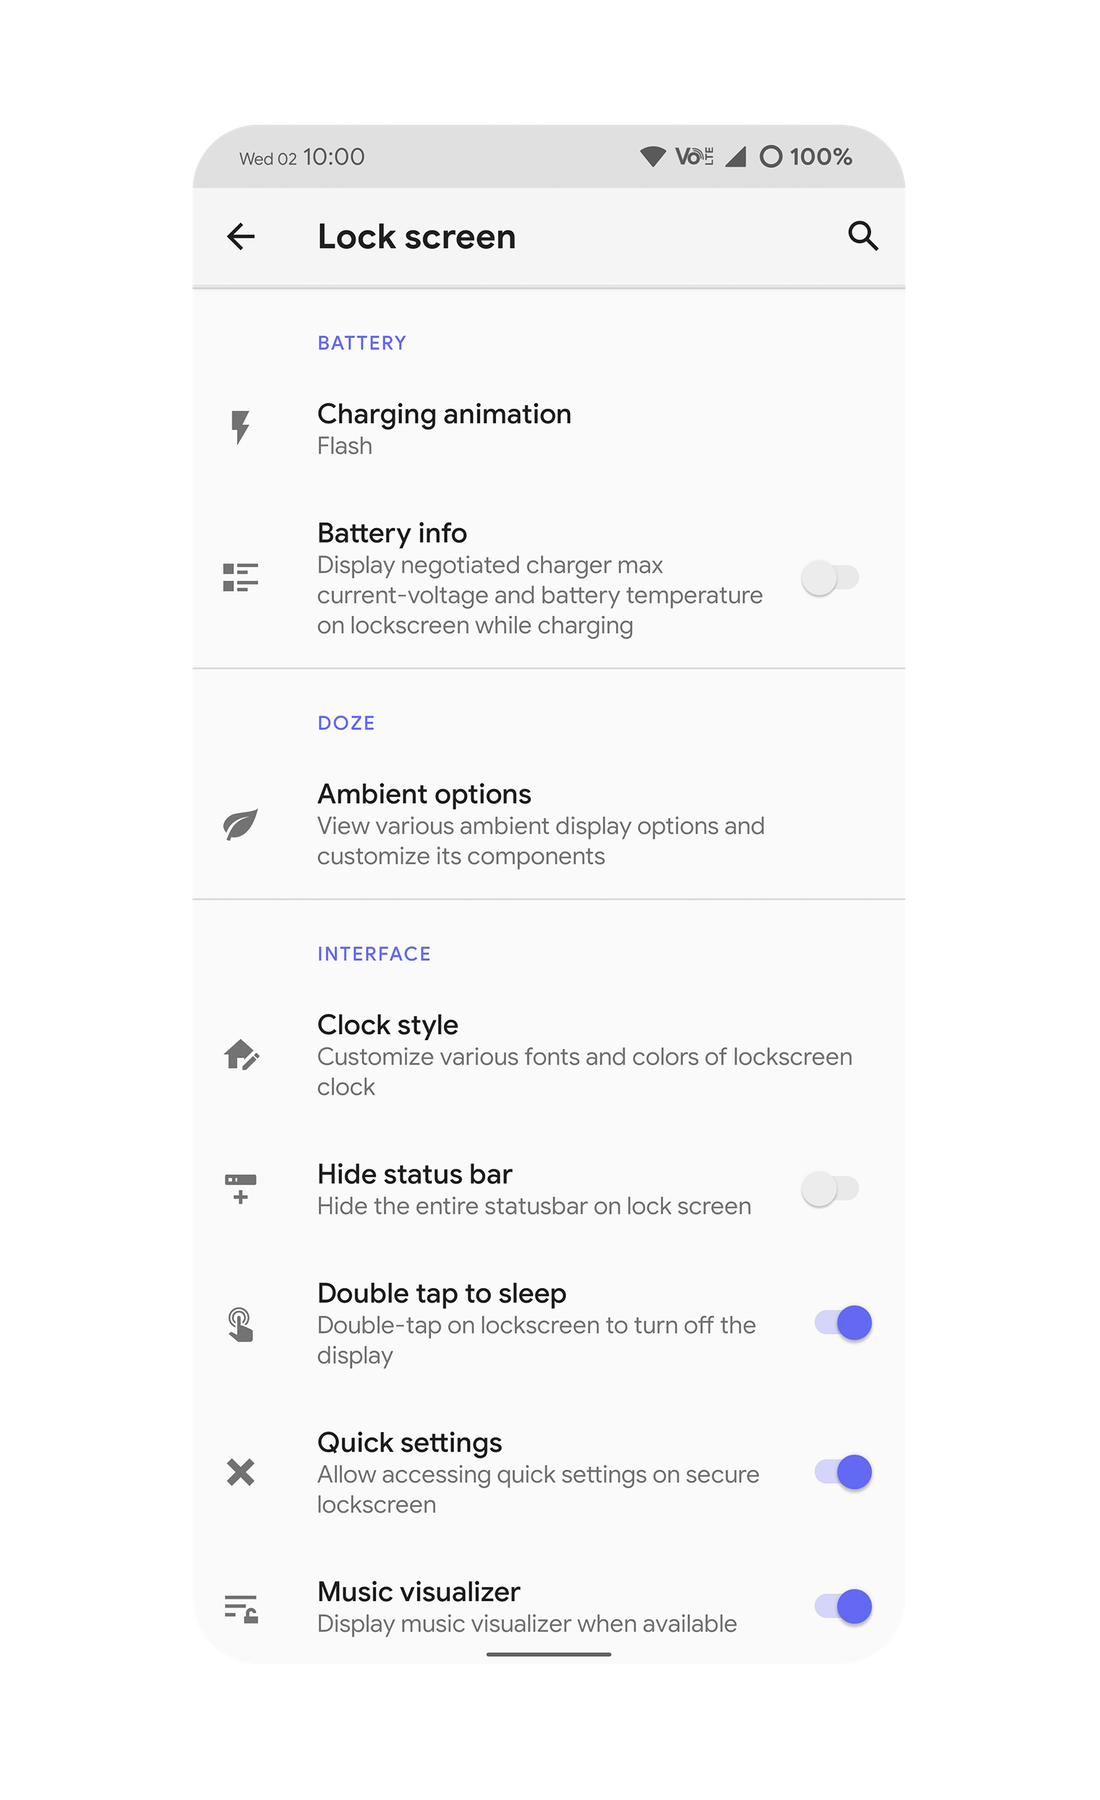 Wed 02 10:00 VoLTE 100%
Lock screen
BATTERY
Charging animation
Flash
Battery info
Display negotiated charger max
current-voltage and battery temperature
on lockscreen while charging
DOZE
Ambient options
View various ambient display options and
customize its components
INTERFACE
Clock style
Customize various fonts and colors of lockscreen
clock
Hide status bar
Hide the entire statusbar on lock screen
Double tap to sleep
Double-tap on lockscreen to turn off the
display
Quick settings
Allow accessing quick settings on secure
lockscreen
Music visualizer
Display music visualizer when available